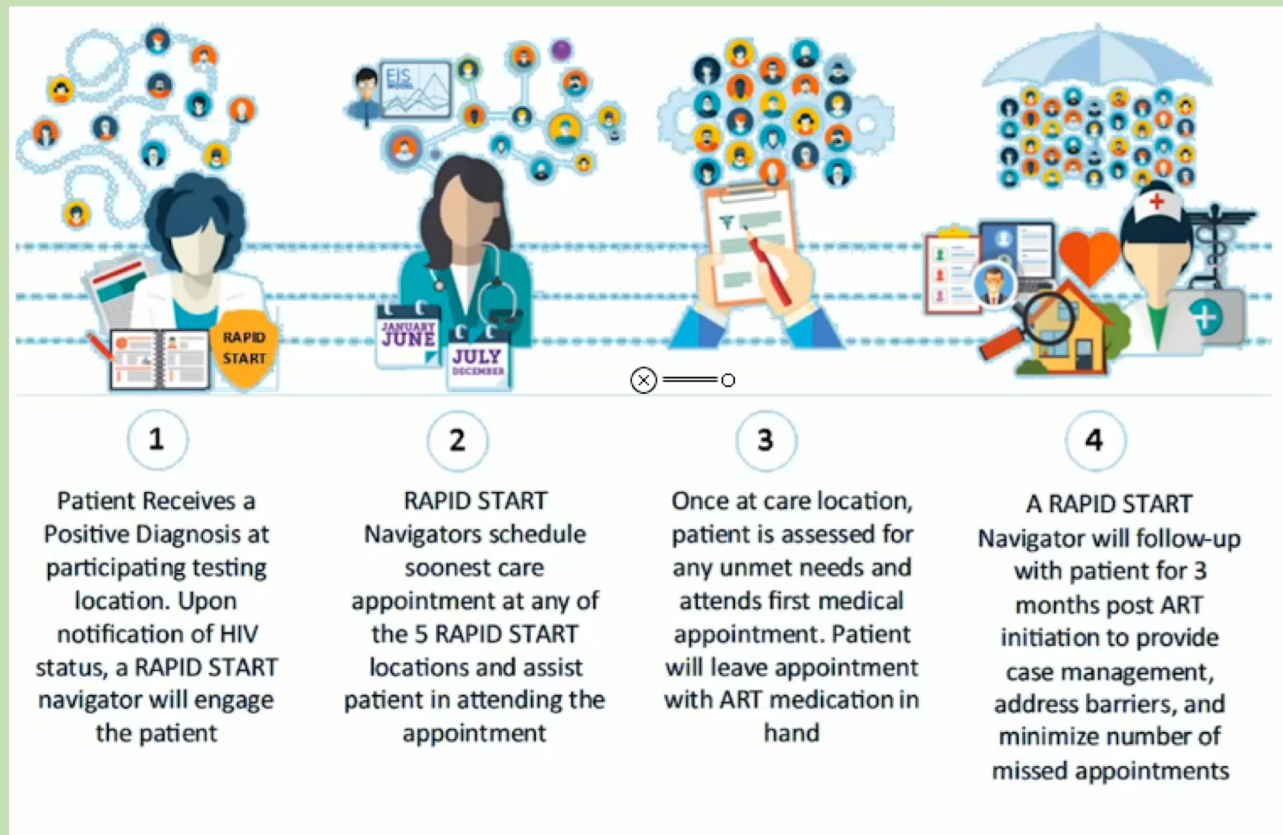 EIS
MODEL
RAPID
START
JANUARY
JUNE
JULY
DECEMBER
1
Patient Receives a
Positive Diagnosis at
participating testing
location. Upon
notification of HIV
status, a RAPID START
navigator will engage
the patient
2
RAPID START
Navigators schedule
soonest care
appointment at any of
the 5 RAPID START
locations and assist
patient in attending the
appointment
3
Once at care location,
patient is assessed for
any unmet needs and
attends first medical
appointment. Patient
will leave appointment
with ART medication in
hand
4
A RAPID START
Navigator will follow-up
with patient for 3
months post ART
initiation to provide
case management,
address barriers, and
minimize number of
missed appointments